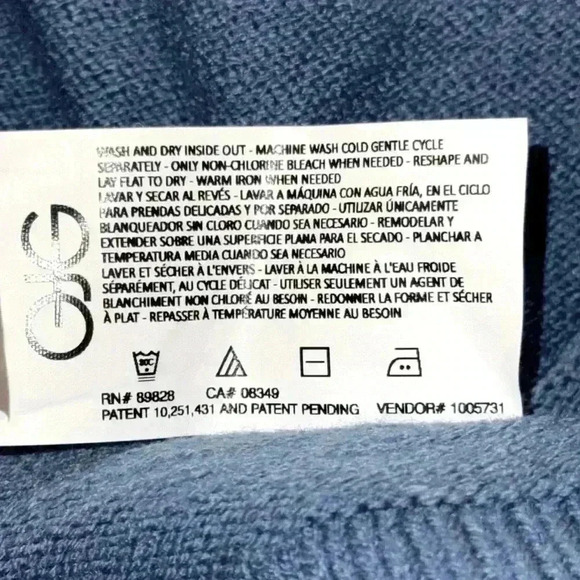 WASH AND DRY INSIDE OUT - MACHINE WASH COLD GENTLE CYCLE
SEPARATELY - ONLY NON-CHLORINE BLEACH WHEN NEEDED - RESHAPE AND
LAY FLAT TO DRY - WARM IRON WHEN NEEDED
LAVAR Y SECAR AL REVÉS - LAVAR A MÁQUINA CON AGUA FRÍA, EN EL CICLO
PARA PRENDAS DELICADAS Y POR SEPARADO - UTILIZAR ÚNICAMENTE
BLANQUEADOR SIN CLORO CUANDO SEA NECESARIO - REMODELAR Y
EXTENDER SOBRE UNA SUPERFICIE PLANA PARA EL SECADO - PLANCHAR A
TEMPERATURA MEDIA CUANDO SEA NECESARIO
LAVER ET SÉCHER À L'ENVERS - LAVER À LA MACHINE À L'EAU FROIDE
SÉPARÉMENT, AU CYCLE DÉLICAT - UTILISER SEULEMENT UN AGENT DE
BLANCHIMENT NON CHLORÉ AU BESOIN - REDONNER LA FORME ET SÉCHER
À PLAT - REPASSER À TEMPÉRATURE MOYENNE AU BESOIN
RN# 89828 CA# 08349
PATENT 10,251,431 AND PATENT PENDING VENDOR# 1005731